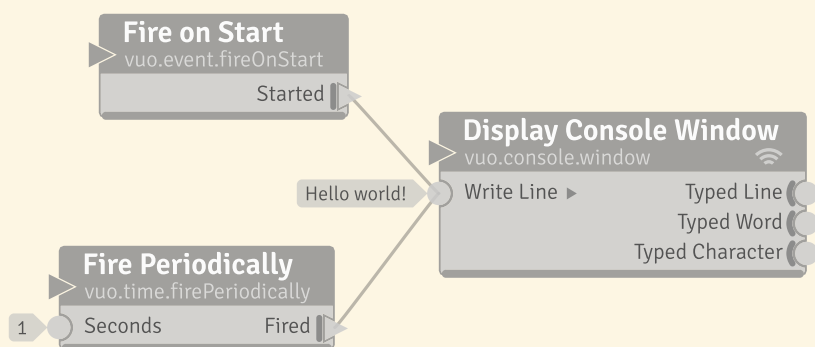 Fire on Start
vuo.event.fireOnStart
Started
Display Console Window
vuo.console.window
Hello world!
Write Line
Typed Line
Typed Word
Typed Character
Fire Periodically
vuo.time.firePeriodically
1
Seconds
Fired